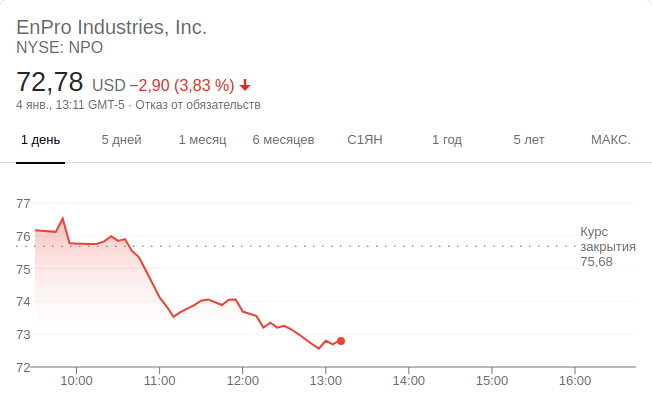 EnPro Industries, Inc.
NYSE: NPO
72,78 USD −2,90 (3,83 %)
4 янв., 13:11 GMT-5 · Отказ от обязательств
1 день 5 дней 1 месяц 6 месяцев С1ЯН 1 год 5 лет МАКС.
77
76
75
74
73
72
Курс
закрытия
75,68
10:00 11:00 12:00 13:00 14:00 15:00 16:00